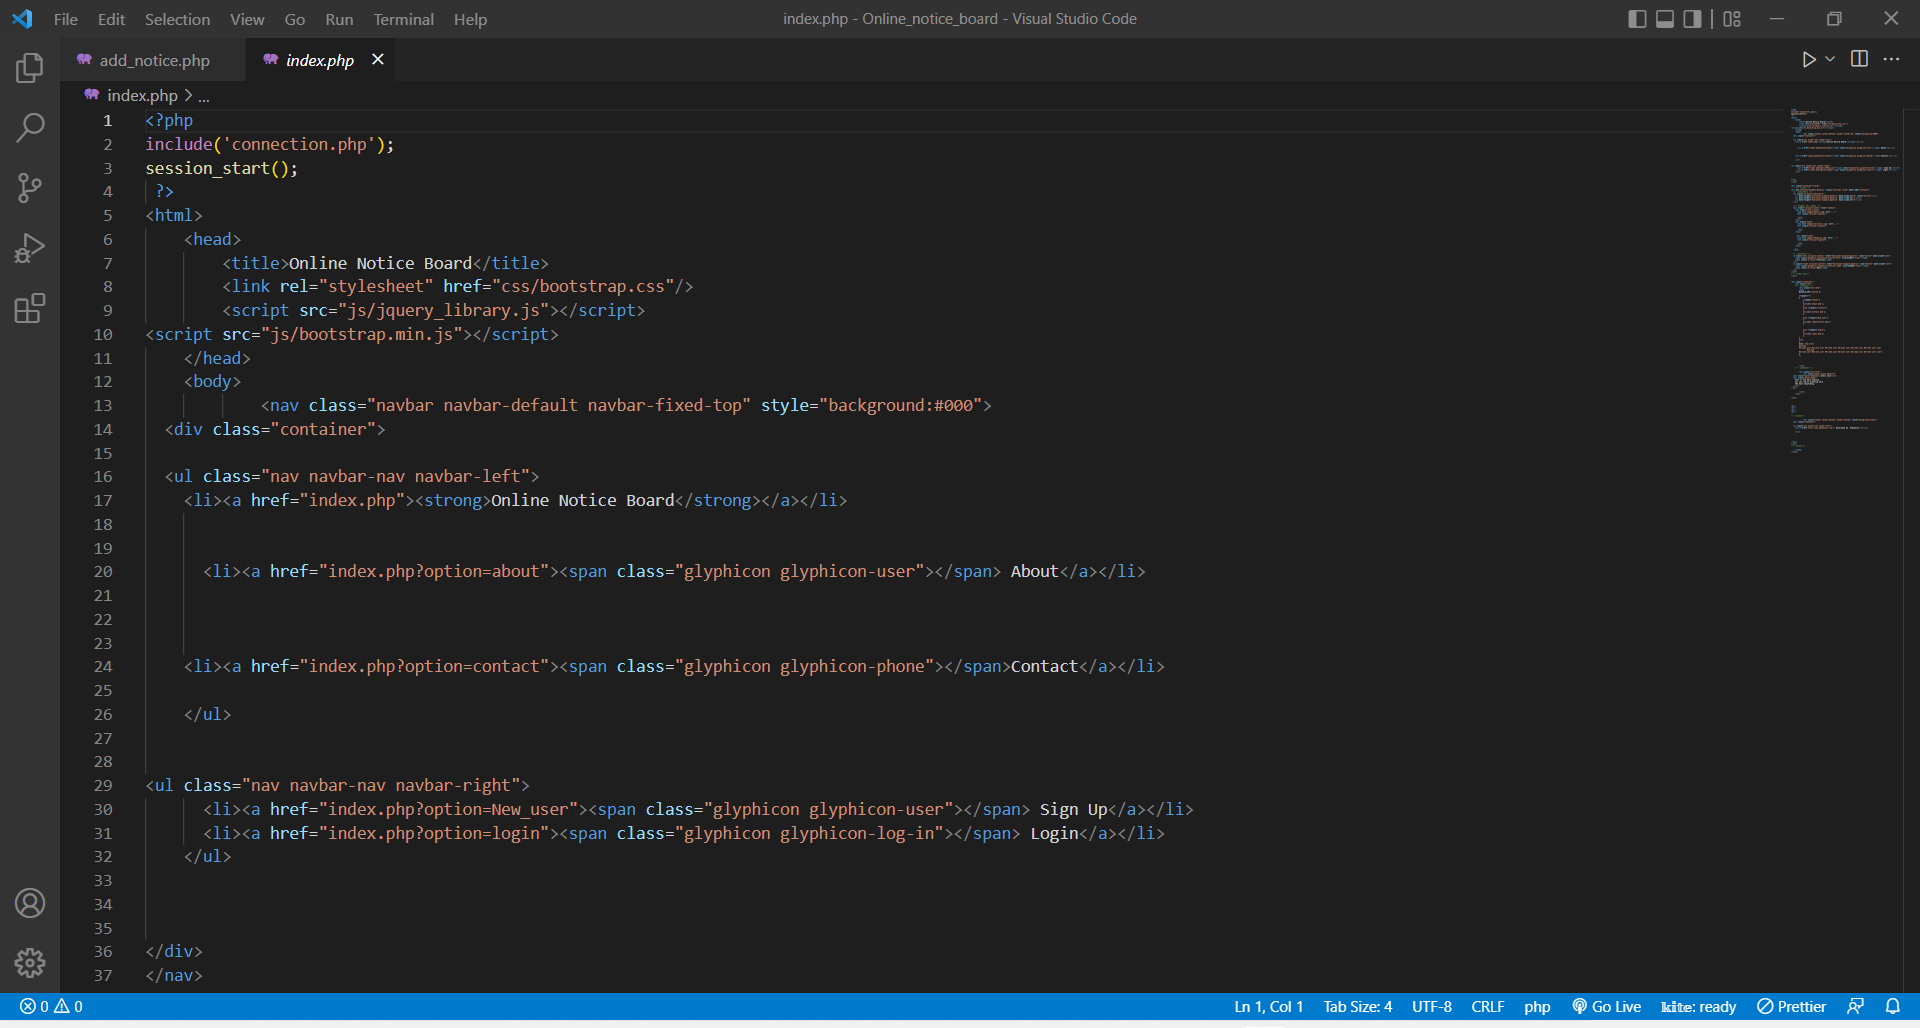 File Edit Selection View Go Run Terminal Help index.php - Online_notice_board - Visual Studio Code
add_notice.php index.php
index.php > ...
1 <?php
2 include('connection.php');
3 session_start();
4 ?>
5 <html>
6 <head>
7 <title>Online Notice Board</title>
8 <link rel="stylesheet" href="css/bootstrap.css"/>
9 <script src="js/jquery_library.js"></script>
10 <script src="js/bootstrap.min.js"></script>
11 </head>
12 <body>
13 <nav class="navbar navbar-default navbar-fixed-top" style="background:#000">
14 <div class="container">
15
16 <ul class="nav navbar-nav navbar-left">
17 <li><a href="index.php"><strong>Online Notice Board</strong></a></li>
18
19
20 <li><a href="index.php?option=about"><span class="glyphicon glyphicon-user"></span> About</a></li>
21
22
23
24 <li><a href="index.php?option=contact"><span class="glyphicon glyphicon-phone"></span>Contact</a></li>
25
26 </ul>
27
28
29 <ul class="nav navbar-nav navbar-right">
30 <li><a href="index.php?option=New_user"><span class="glyphicon glyphicon-user"></span> Sign Up</a></li>
31 <li><a href="index.php?option=login"><span class="glyphicon glyphicon-log-in"></span> Login</a></li>
32 </ul>
33
34
35
36 </div>
37 </nav>
0 0 Ln 1, Col 1 Tab Size: 4 UTF-8 CRLF php Go Live kite: ready Prettier